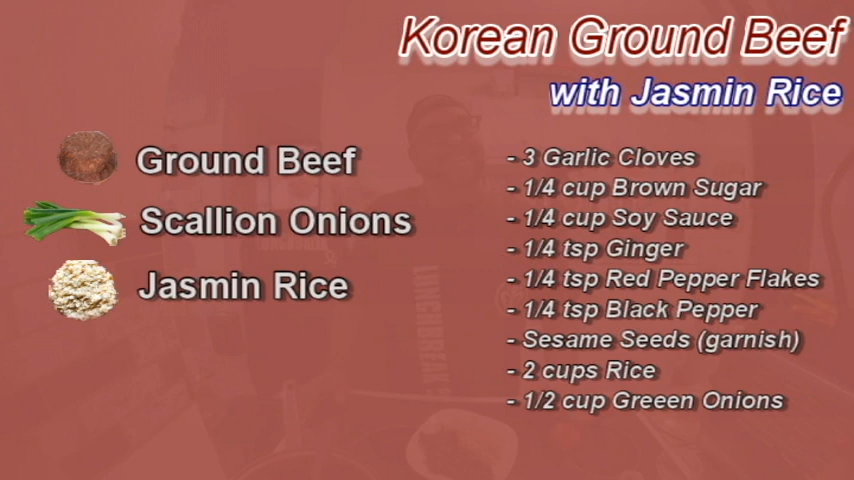 Korean Ground Beef
with Jasmin Rice
Ground Beef
Scallion Onions
Jasmin Rice
- 3 Garlic Cloves
- 1/4 cup Brown Sugar
- 1/4 cup Soy Sauce
- 1/4 tsp Ginger
- 1/4 tsp Red Pepper Flakes
- 1/4 tsp Black Pepper
- Sesame Seeds (garnish)
- 2 cups Rice
- 1/2 cup Greeen Onions